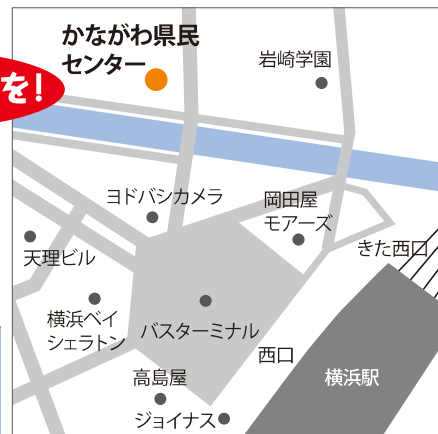 かながわ県民
センター
岩崎学園
を!
ヨドバシカメラ
岡田屋
モアーズ
きた西口
天理ビル
横浜ベイ
シェラトン
バスターミナル
西口
高島屋
横浜駅
ジョイナス